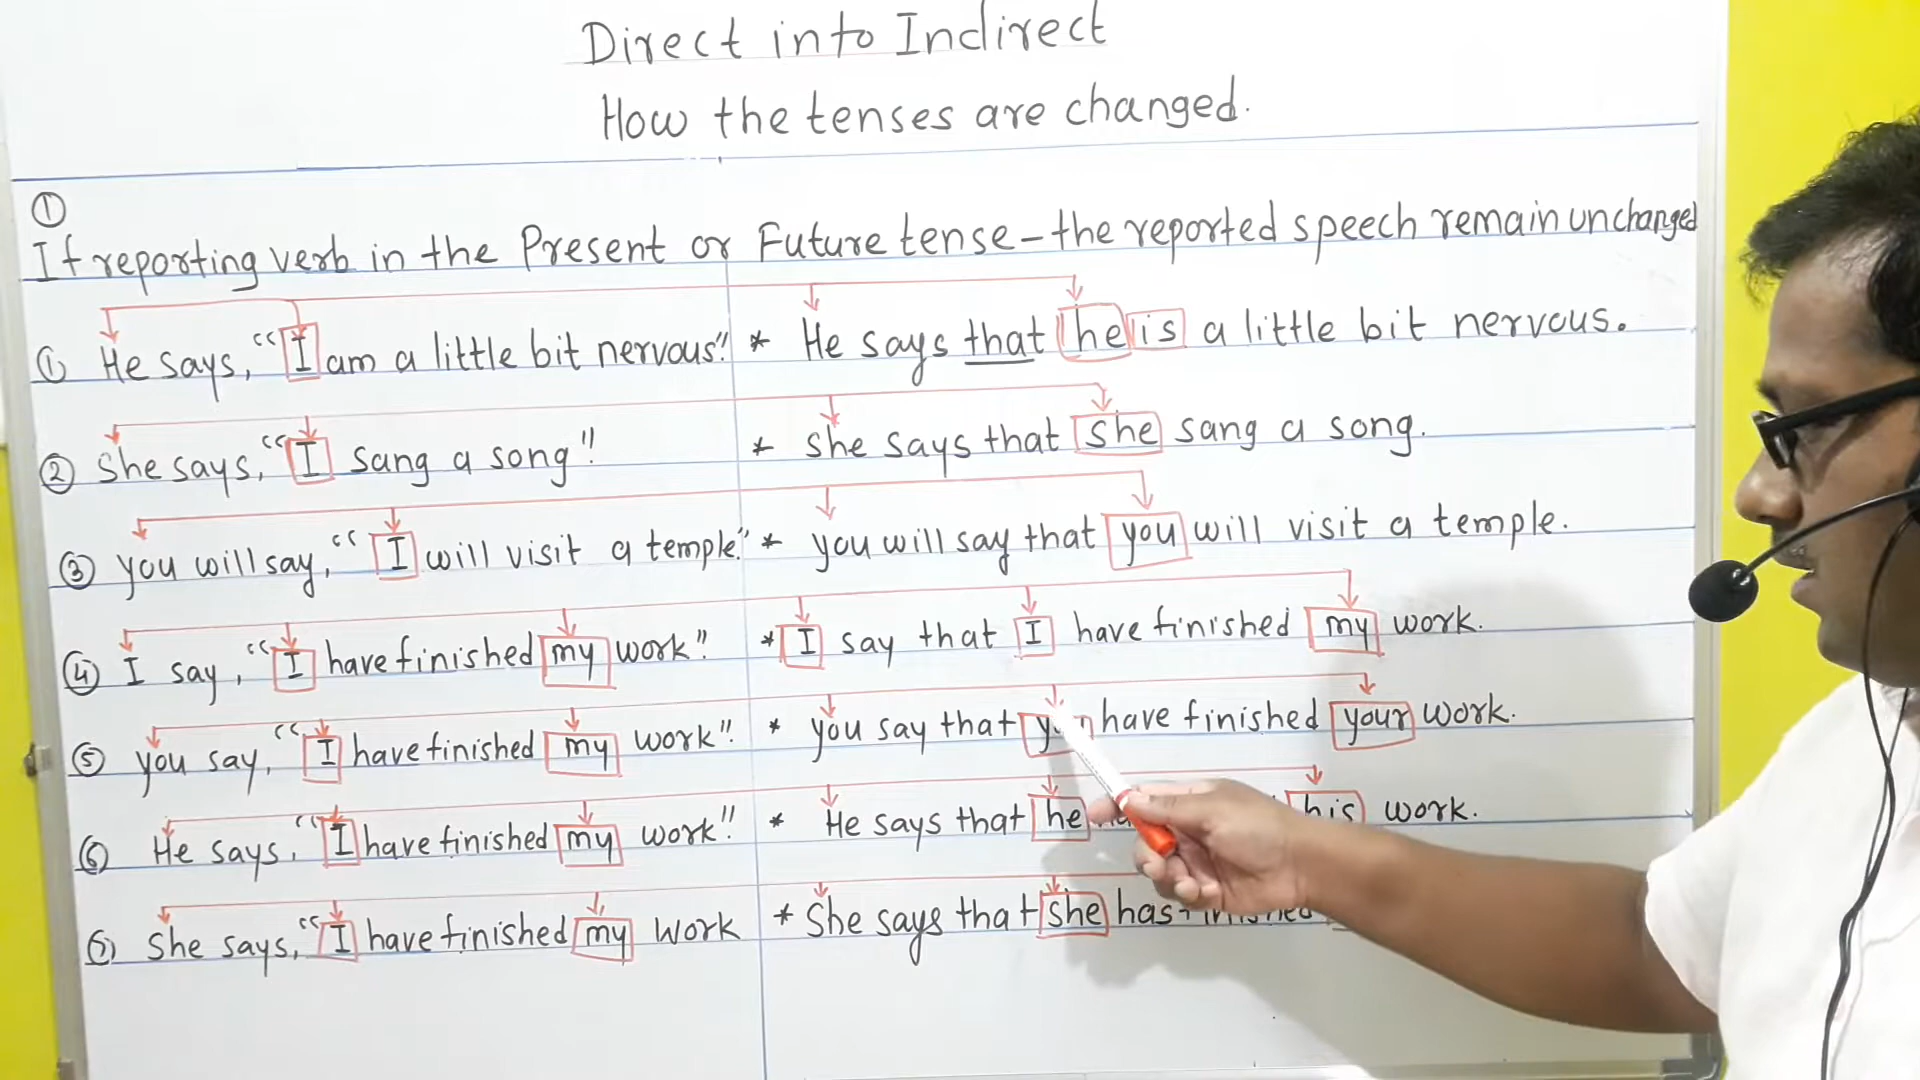 Direct into Indirect
How the tenses are changed.
①
If reporting verb in the Present or Future tense – the reported speech remain unchanged
① He says, "I am a little bit nervous." * He says that he is a little bit nervous.
② She says, "I sang a song" * she says that she sang a song.
③ you will say, "I will visit a temple." * you will say that you will visit a temple.
④ I say, "I have finished my work" * I say that I have finished my work.
⑤ you say, "I have finished my work". * you say that have finished your work.
⑥ He says, "I have finished my work" * He says that he his work.
⑦ She says, "I have finished my work * She says that she has